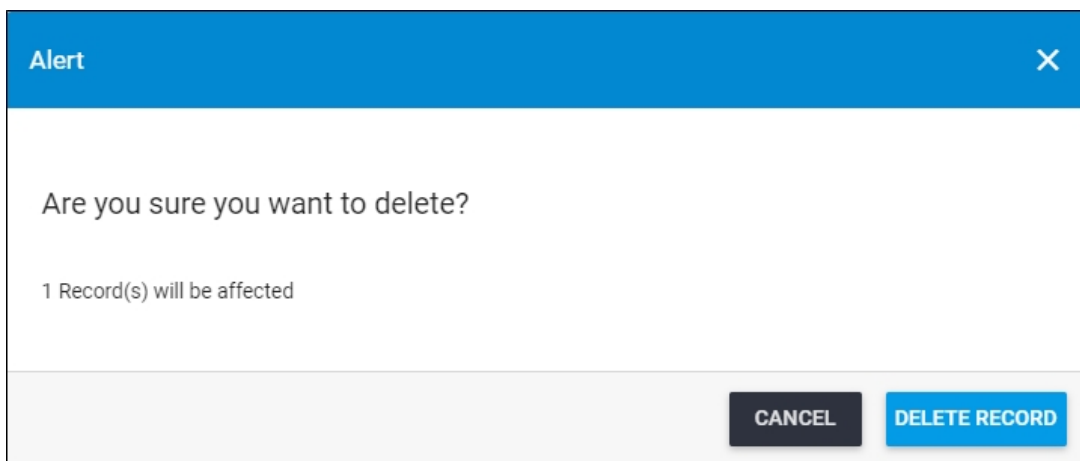 Alert
Are you sure you want to delete?
1 Record(s) will be affected
CANCEL DELETE RECORD